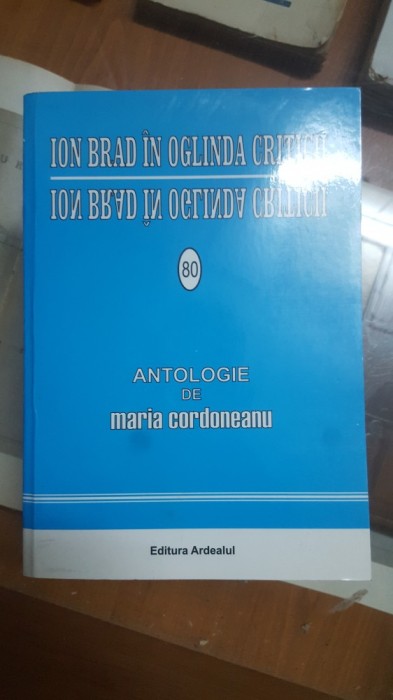 ION BRAD ÎN OGLINDA CRITICII
ION BRAD ÎN OGLINDA CRITICII
80
ANTOLOGIE
DE
maria cordoneanu
Editura Ardealul